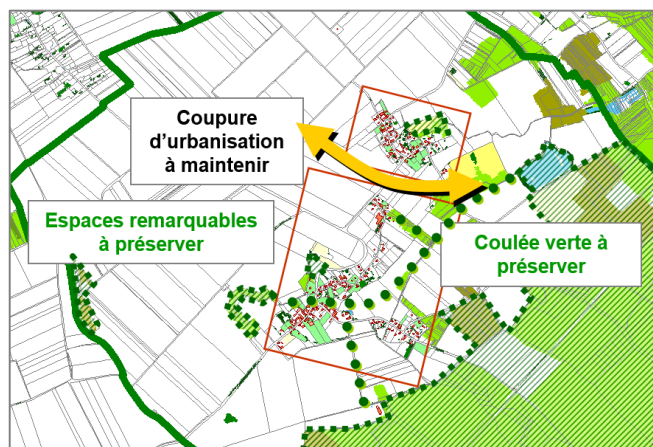 Coupure
d'urbanisation
à maintenir
Espaces remarquables
à préserver
Coulée verte à
préserver